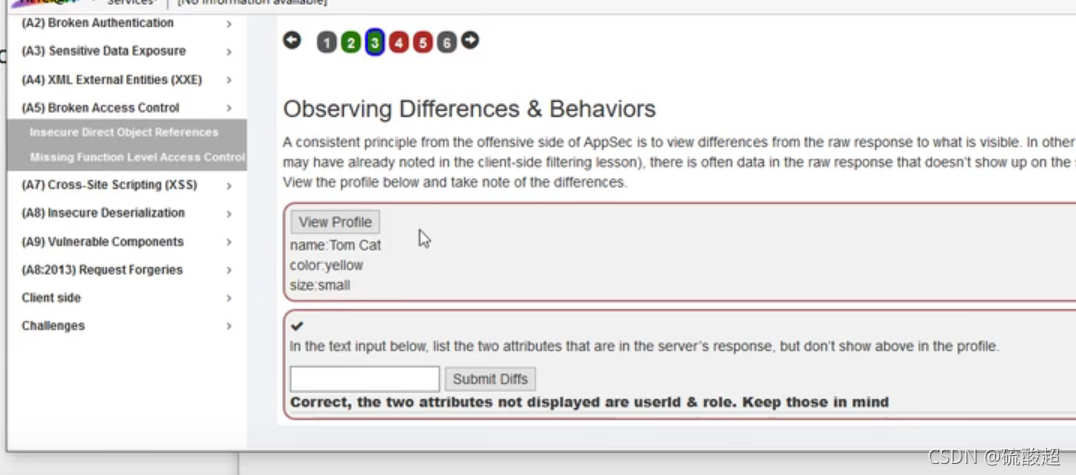 Services
[No information available]
(A2) Broken Authentication
(A3) Sensitive Data Exposure
(A4) XML External Entities (XXE)
(A5) Broken Access Control
Insecure Direct Object References
Missing Function Level Access Control
(A7) Cross-Site Scripting (XSS)
(A8) Insecure Deserialization
(A9) Vulnerable Components
(A8:2013) Request Forgeries
Client side
Challenges
1 2 3 4 5 6
Observing Differences & Behaviors
A consistent principle from the offensive side of AppSec is to view differences from the raw response to what is visible. In other
may have already noted in the client-side filtering lesson), there is often data in the raw response that doesn't show up on the
View the profile below and take note of the differences.
View Profile
name:Tom Cat
color:yellow
size:small
In the text input below, list the two attributes that are in the server's response, but don't show above in the profile.
Submit Diffs
Correct, the two attributes not displayed are userId & role. Keep those in mind
CSDN @硫酸超